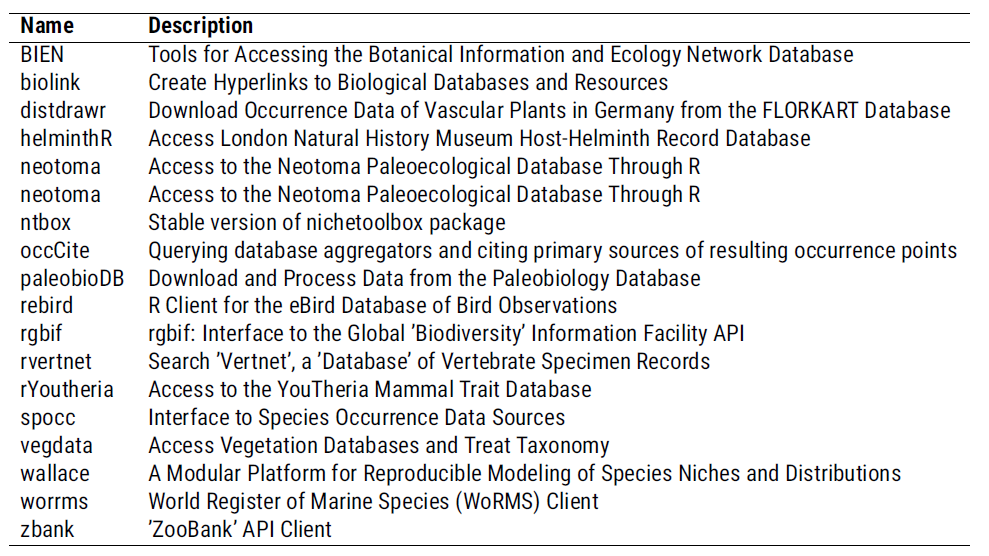 Name Description
BIEN Tools for Accessing the Botanical Information and Ecology Network Database
biolink Create Hyperlinks to Biological Databases and Resources
distdrawr Download Occurrence Data of Vascular Plants in Germany from the FLORKART Database
helminthR Access London Natural History Museum Host-Helminth Record Database
neotoma Access to the Neotoma Paleoecological Database Through R
neotoma Access to the Neotoma Paleoecological Database Through R
ntbox Stable version of nichetoolbox package
occCite Querying database aggregators and citing primary sources of resulting occurrence points
paleobioDB Download and Process Data from the Paleobiology Database
rebird R Client for the eBird Database of Bird Observations
rgbif rgbif: Interface to the Global ’Biodiversity’ Information Facility API
rvertnet Search ’Vertnet’, a ’Database’ of Vertebrate Specimen Records
rYoutheria Access to the YouTheria Mammal Trait Database
spocc Interface to Species Occurrence Data Sources
vegdata Access Vegetation Databases and Treat Taxonomy
wallace A Modular Platform for Reproducible Modeling of Species Niches and Distributions
worrms World Register of Marine Species (WoRMS) Client
zbank ’ZooBank’ API Client